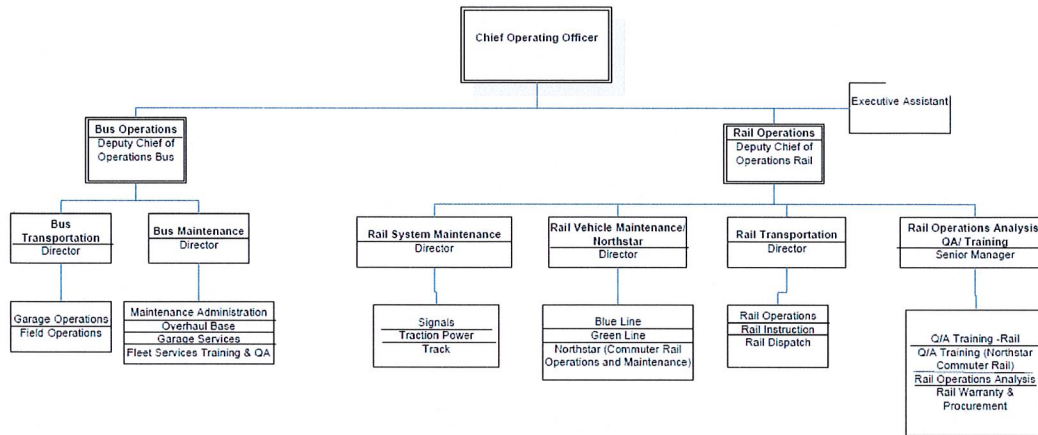 Chief Operating Officer
Executive Assistant
Bus Operations
Deputy Chief of
Operations Bus
Rail Operations
Deputy Chief of
Operations Rail
Bus
Transportation
Director
Bus Maintenance
Director
Rail System Maintenance
Director
Rail Vehicle Maintenance/
Northstar
Director
Rail Transportation
Director
Rail Operations Analysis
QA/ Training
Senior Manager
Garage Operations
Field Operations
Maintenance Administration
Overhaul Base
Garage Services
Fleet Services Training & QA
Signals
Traction Power
Track
Blue Line
Green Line
Northstar (Commuter Rail
Operations and Maintenance)
Rail Operations
Rail Instruction
Rail Dispatch
Q/A Training -Rail
Q/A Training (Northstar
Commuter Rail)
Rail Operations Analysis
Rail Warranty &
Procurement